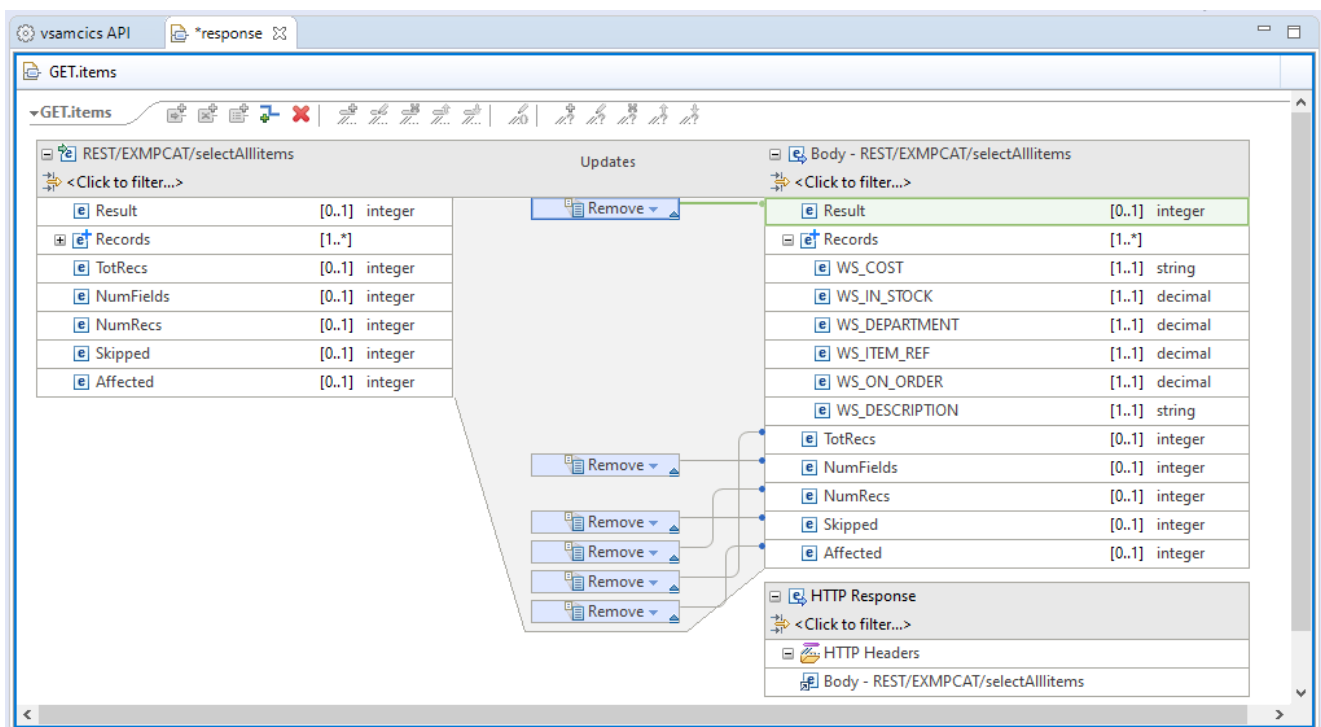 vsamcics API *response
GET.items
GET.items
REST/EXMPCAT/selectAllIitems Updates Body - REST/EXMPCAT/selectAllIitems
<Click to filter...> <Click to filter...>
Result [0..1] integer Remove Result [0..1] integer
Records [1..*] Records [1..*]
TotRecs [0..1] integer WS_COST [1..1] string
NumFields [0..1] integer WS_IN_STOCK [1..1] decimal
NumRecs [0..1] integer WS_DEPARTMENT [1..1] decimal
Skipped [0..1] integer WS_ITEM_REF [1..1] decimal
Affected [0..1] integer WS_ON_ORDER [1..1] decimal
WS_DESCRIPTION [1..1] string
TotRecs [0..1] integer
Remove NumFields [0..1] integer
NumRecs [0..1] integer
Remove Skipped [0..1] integer
Remove Affected [0..1] integer
Remove
Remove HTTP Response
<Click to filter...>
HTTP Headers
Body - REST/EXMPCAT/selectAllIitems